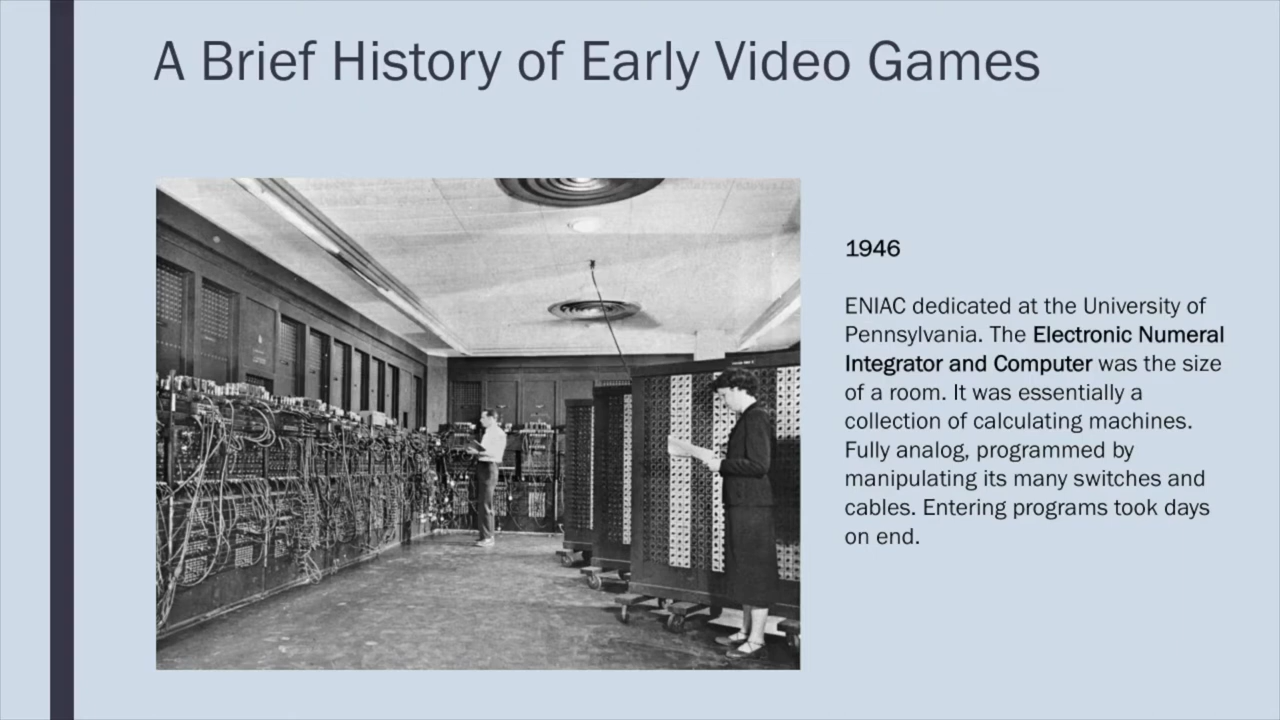 A Brief History of Early Video Games
1946
ENIAC dedicated at the University of
Pennsylvania. The Electronic Numeral
Integrator and Computer was the size
of a room. It was essentially a
collection of calculating machines.
Fully analog, programmed by
manipulating its many switches and
cables. Entering programs took days
on end.